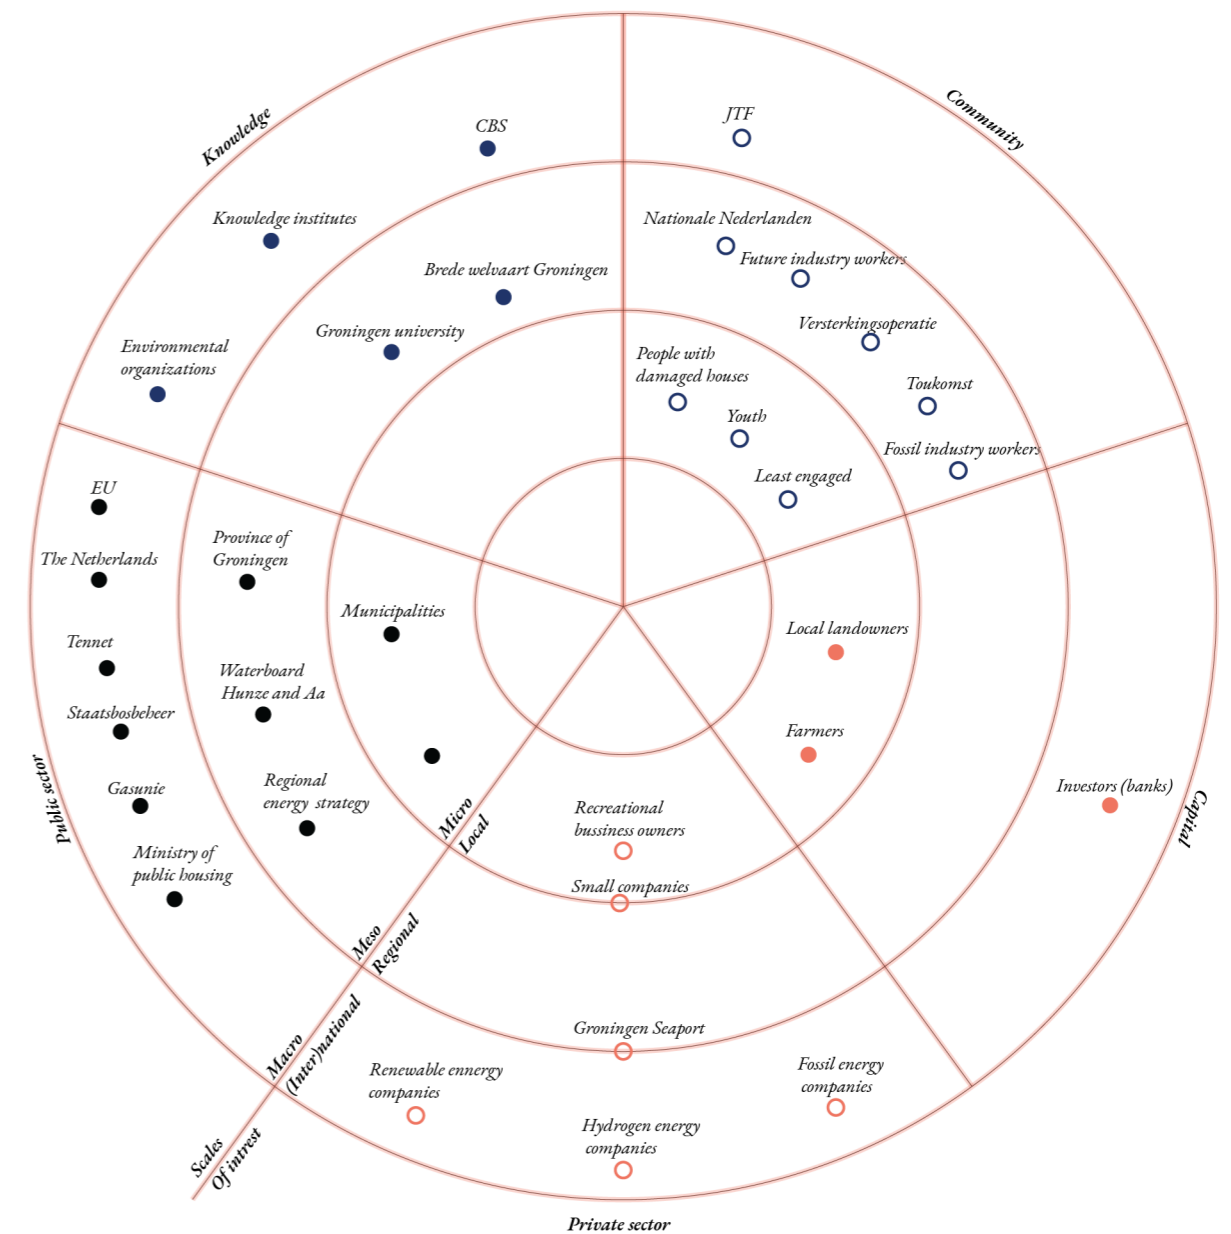 Knowledge
CBS
Knowledge institutes
Brede welvaart Groningen
Groningen university
Environmental
organizations
Community
JTF
Nationale Nederlanden
Future industry workers
Versterkingsoperatie
Toukomst
Fossil industry workers
People with
damaged houses
Youth
Least engaged
EU
The Netherlands
Tennet
Staatsbosbeheer
Gasunie
Ministry of
public housing
Public sector
Province of
Groningen
Waterboard
Hunze and Aa
Regional
energy strategy
Municipalities
Local landowners
Farmers
Investors (banks)
Capital
Recreational
bussiness owners
Small companies
Groningen Seaport
Renewable ennergy
companies
Hydrogen energy
companies
Fossil energy
companies
Micro
Local
Meso
Regional
Macro
(Inter)national
Scales
Of intrest
Private sector